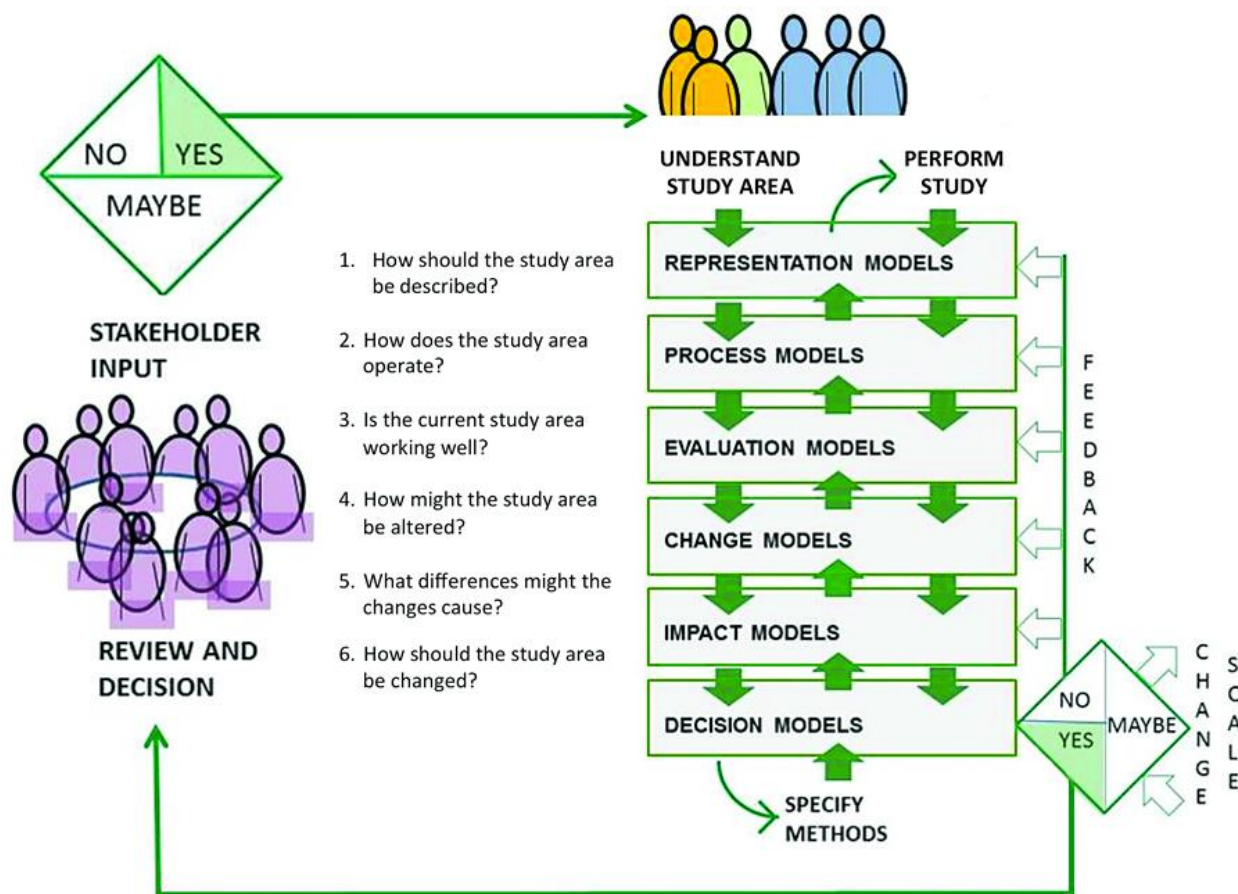 NO
YES
MAYBE
STAKEHOLDER
INPUT
REVIEW AND
DECISION
1. How should the study area
be described?
2. How does the study area
operate?
3. Is the current study area
working well?
4. How might the study area
be altered?
5. What differences might the
changes cause?
6. How should the study area
be changed?
UNDERSTAND
STUDY AREA
PERFORM
STUDY
REPRESENTATION MODELS
PROCESS MODELS
EVALUATION MODELS
CHANGE MODELS
IMPACT MODELS
DECISION MODELS
SPECIFY
METHODS
FEEDBACK
NO
YES
MAYBE
CHANGE
SCALE